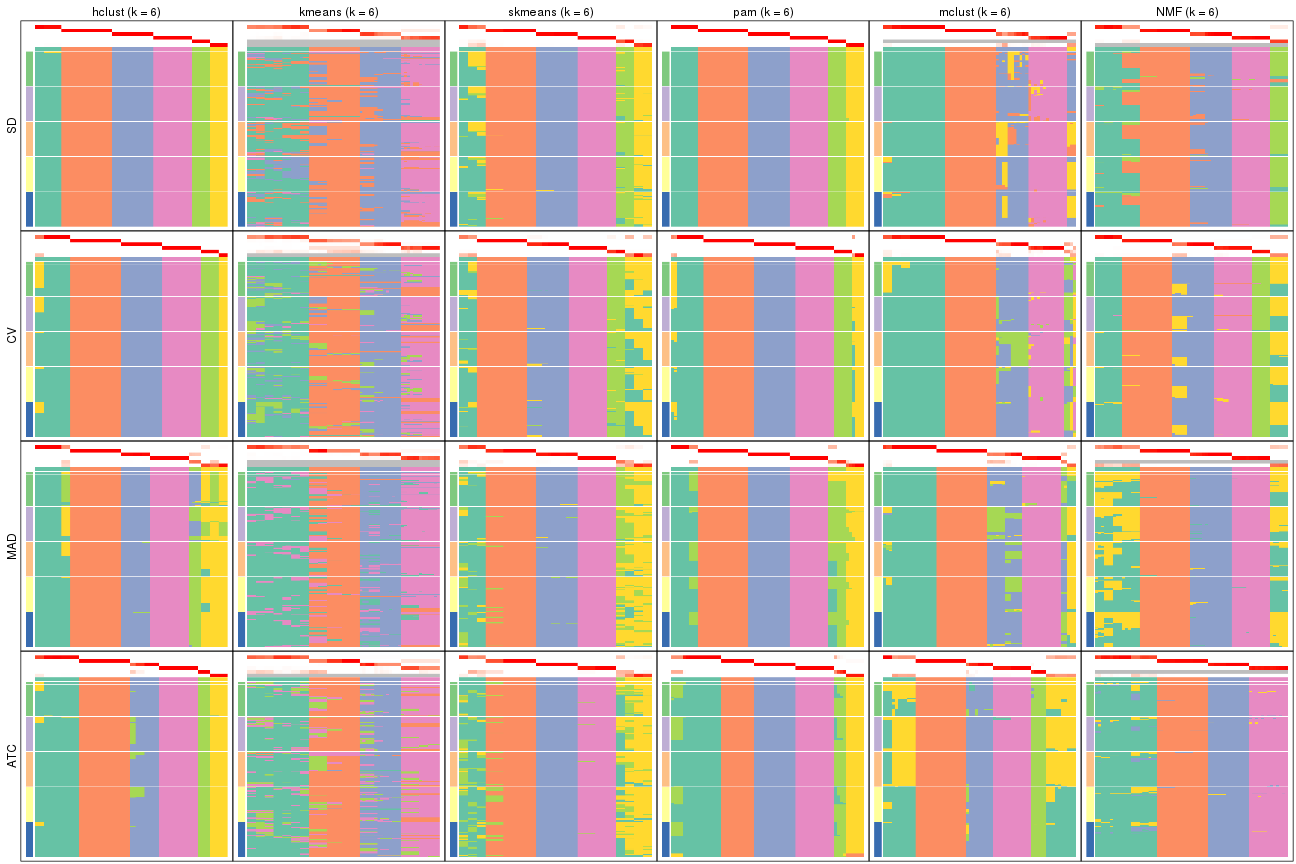 hclust (k = 6) kmeans (k = 6) skmeans (k = 6) pam (k = 6) mclust (k = 6) NMF (k = 6)
SD
CV
MAD
ATC